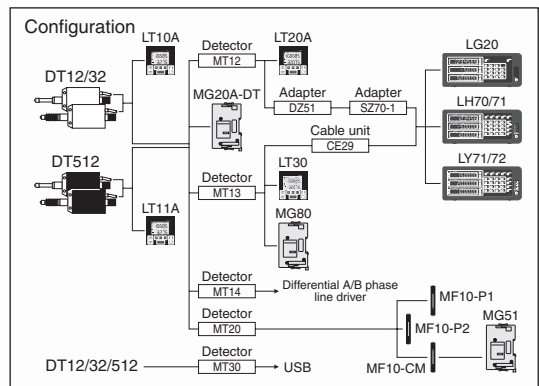 Configuration
LT10A
Detector
MT12
LT20A
LG20
DT12/32
MG20A-DT
Adapter
DZ51
Adapter
SZ70-1
LH70/71
Cable unit
CE29
DT512
Detector
MT13
LT30
LY71/72
LT11A
MG80
Detector
MT14
Differential A/B phase
line driver
Detector
MT20
MF10-P1
MG51
MF10-P2
MF10-CM
DT12/32/512
Detector
MT30
USB